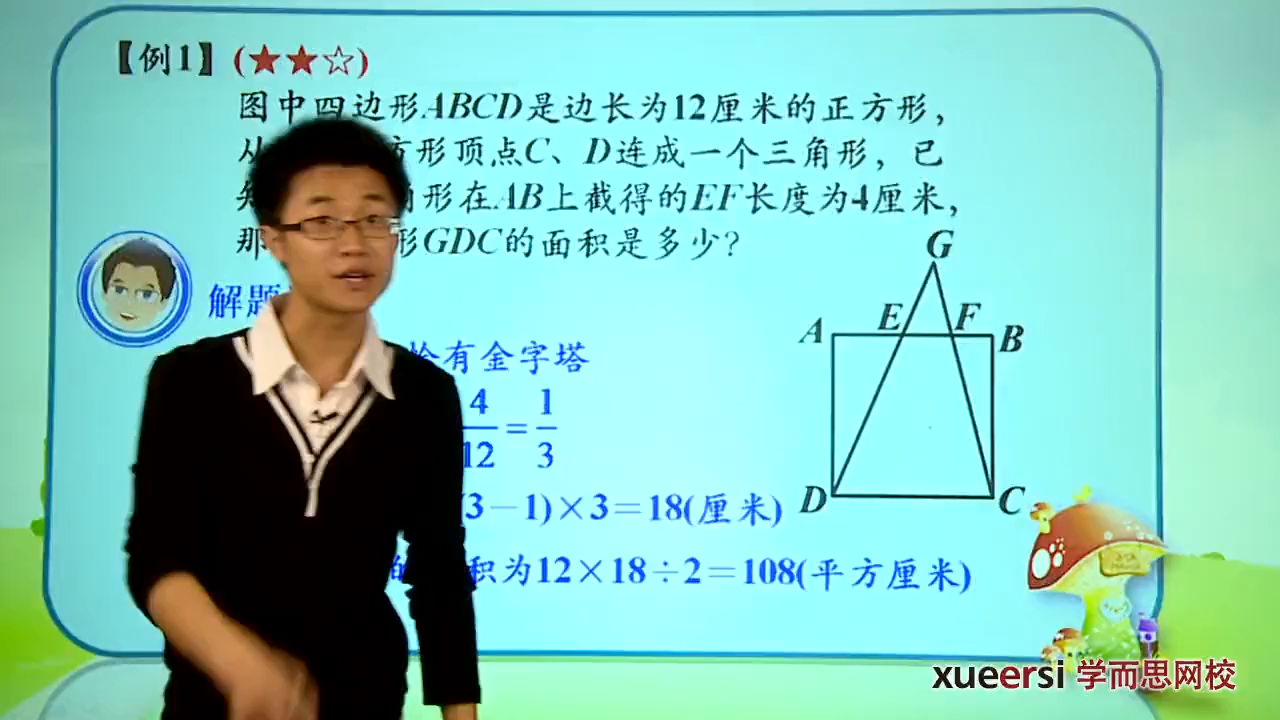 【例1】(★★☆)
图中四边形ABCD是边长为12厘米的正方形，
从 方形顶点C、D连成一个三角形，已
知 角形在AB上截得的EF长度为4厘米，
那 形GDC的面积是多少?
G
解题
E F
A B
恰有金字塔
4/12=1/3
D C
(3-1)×3=18(厘米)
的 积为12×18÷2=108(平方厘米)
xueersi 学而思网校